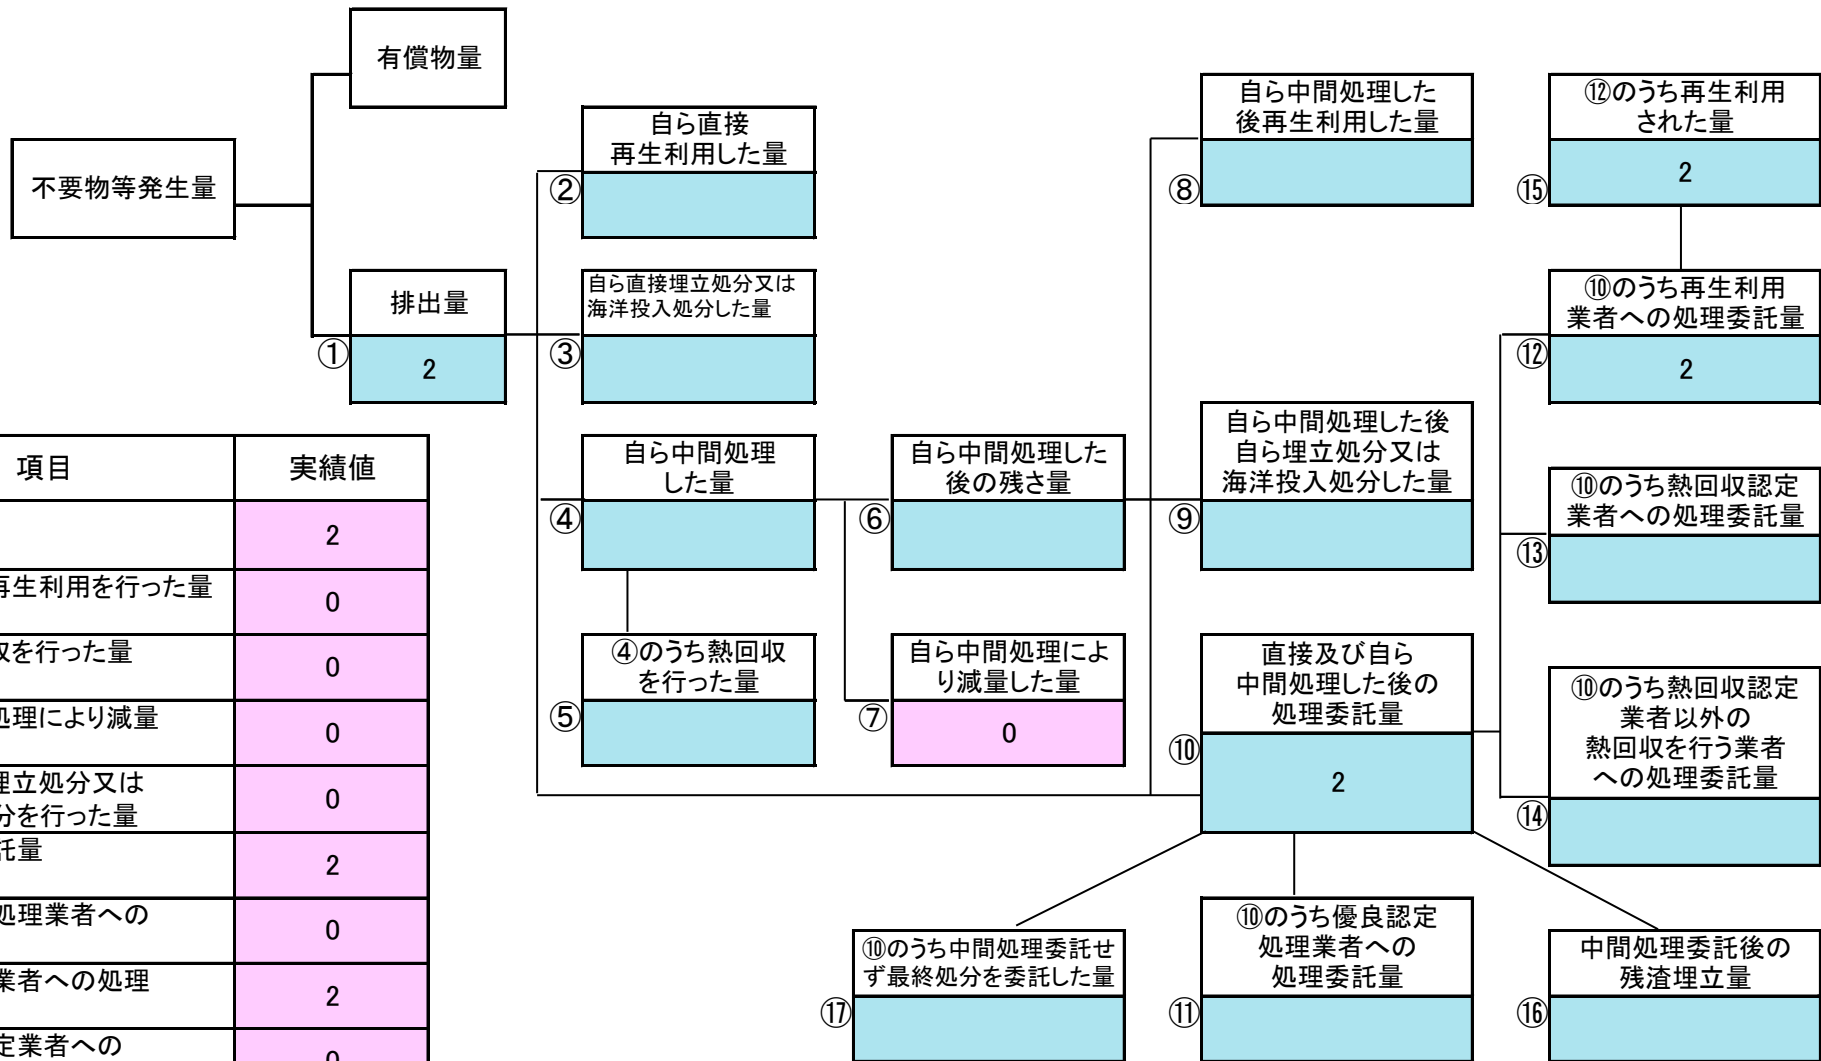 有償物量
不要物等発生量
排出量
①
2
自ら直接
再生利用した量
②
自ら直接埋立処分又は
海洋投入処分した量
③
自ら中間処理
した量
④
④のうち熱回収
を行った量
⑤
自ら中間処理した
後の残さ量
⑥
自ら中間処理によ
り減量した量
⑦
0
自ら中間処理した
後再生利用した量
⑧
自ら中間処理した後
自ら埋立処分又は
海洋投入処分した量
⑨
直接及び自ら
中間処理した後の
処理委託量
⑩
2
⑫のうち再生利用
された量
⑮
2
⑩のうち再生利用
業者への処理委託量
⑫
2
⑩のうち熱回収認定
業者への処理委託量
⑬
⑩のうち熱回収認定
業者以外の
熱回収を行う業者
への処理委託量
⑭
⑩のうち中間処理委託せ
ず最終処分を委託した量
⑰
⑩のうち優良認定
処理業者への
処理委託量
⑪
中間処理委託後の
残渣埋立量
⑯
項目 実績値
2
再生利用を行った量 0
を行った量 0
処理により減量 0
埋立処分又は
分を行った量 0
託量 2
処理業者への 0
業者への処理 2
定業者への 0